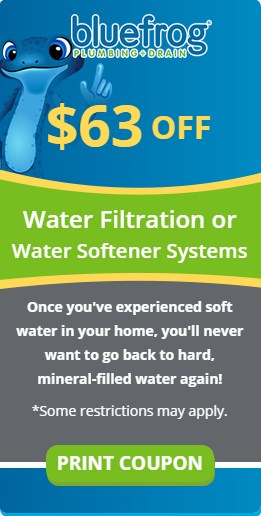 bluefrog®
PLUMBING + DRAIN
$63 OFF
Water Filtration or
Water Softener Systems
Once you've experienced soft
water in your home, you'll never
want to go back to hard,
mineral-filled water again!
*Some restrictions may apply.
PRINT COUPON